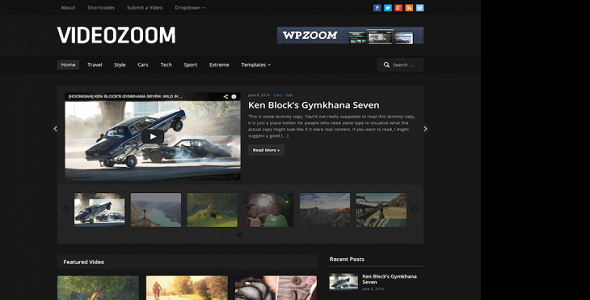 About Shortcodes Submit a Video Dropdown
VIDEOZOOM
WPZOOM
Home Travel Style Cars Tech Sport Extreme Templates
Search ...
[HOONIGAN] KEN BLOCK'S GYMKHANA SEVEN: WILD IN ...
June 9, 2014 Cars Edit
Ken Block's Gymkhana Seven
This is some dummy copy. You're not really supposed to read this dummy copy,
it is just a place holder for people who need some type to visualize what the
actual copy might look like if it were real content. If you want to read, I might
suggest a good [...]
Read More »
Featured Video
Recent Posts
Ken Block's Gymkhana
Seven
June 9, 2014